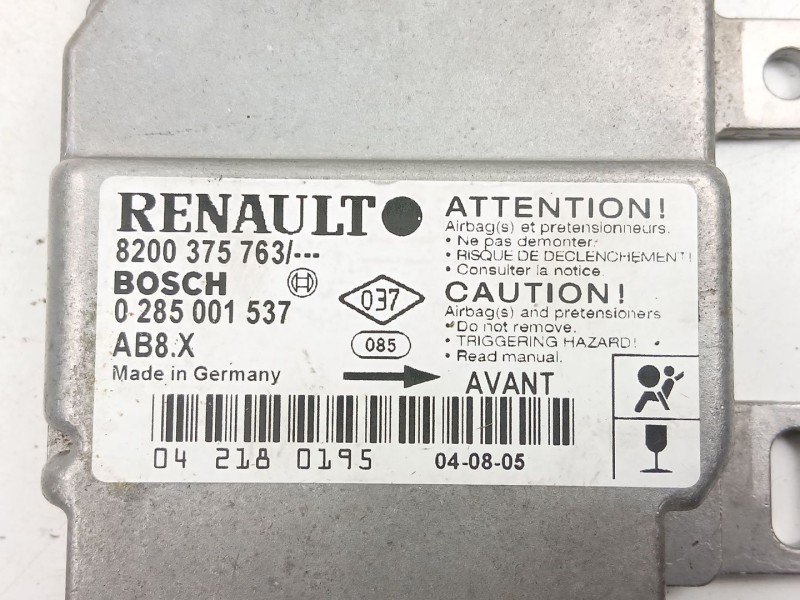 RENAULT
8200 375 763/---
BOSCH
0 285 001 537
AB8.X
Made in Germany
037
085
AVANT
ATTENTION!
Airbag(s) et pretensionneurs.
• Ne pas demonter.
• RISQUE DE DECLENCHEMENT!
• Consulter la notice.
CAUTION!
Airbag(s) and pretensioners
• Do not remove.
• TRIGGERING HAZARD!
• Read manual.
04 2180 0195
04-08-05